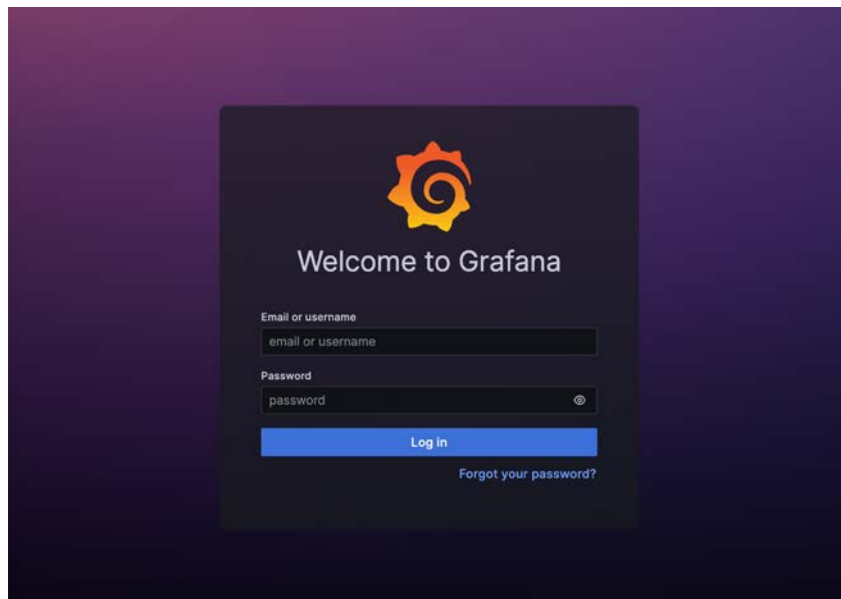 Welcome to Grafana
Email or username
email or username
Password
password
Log in
Forgot your password?